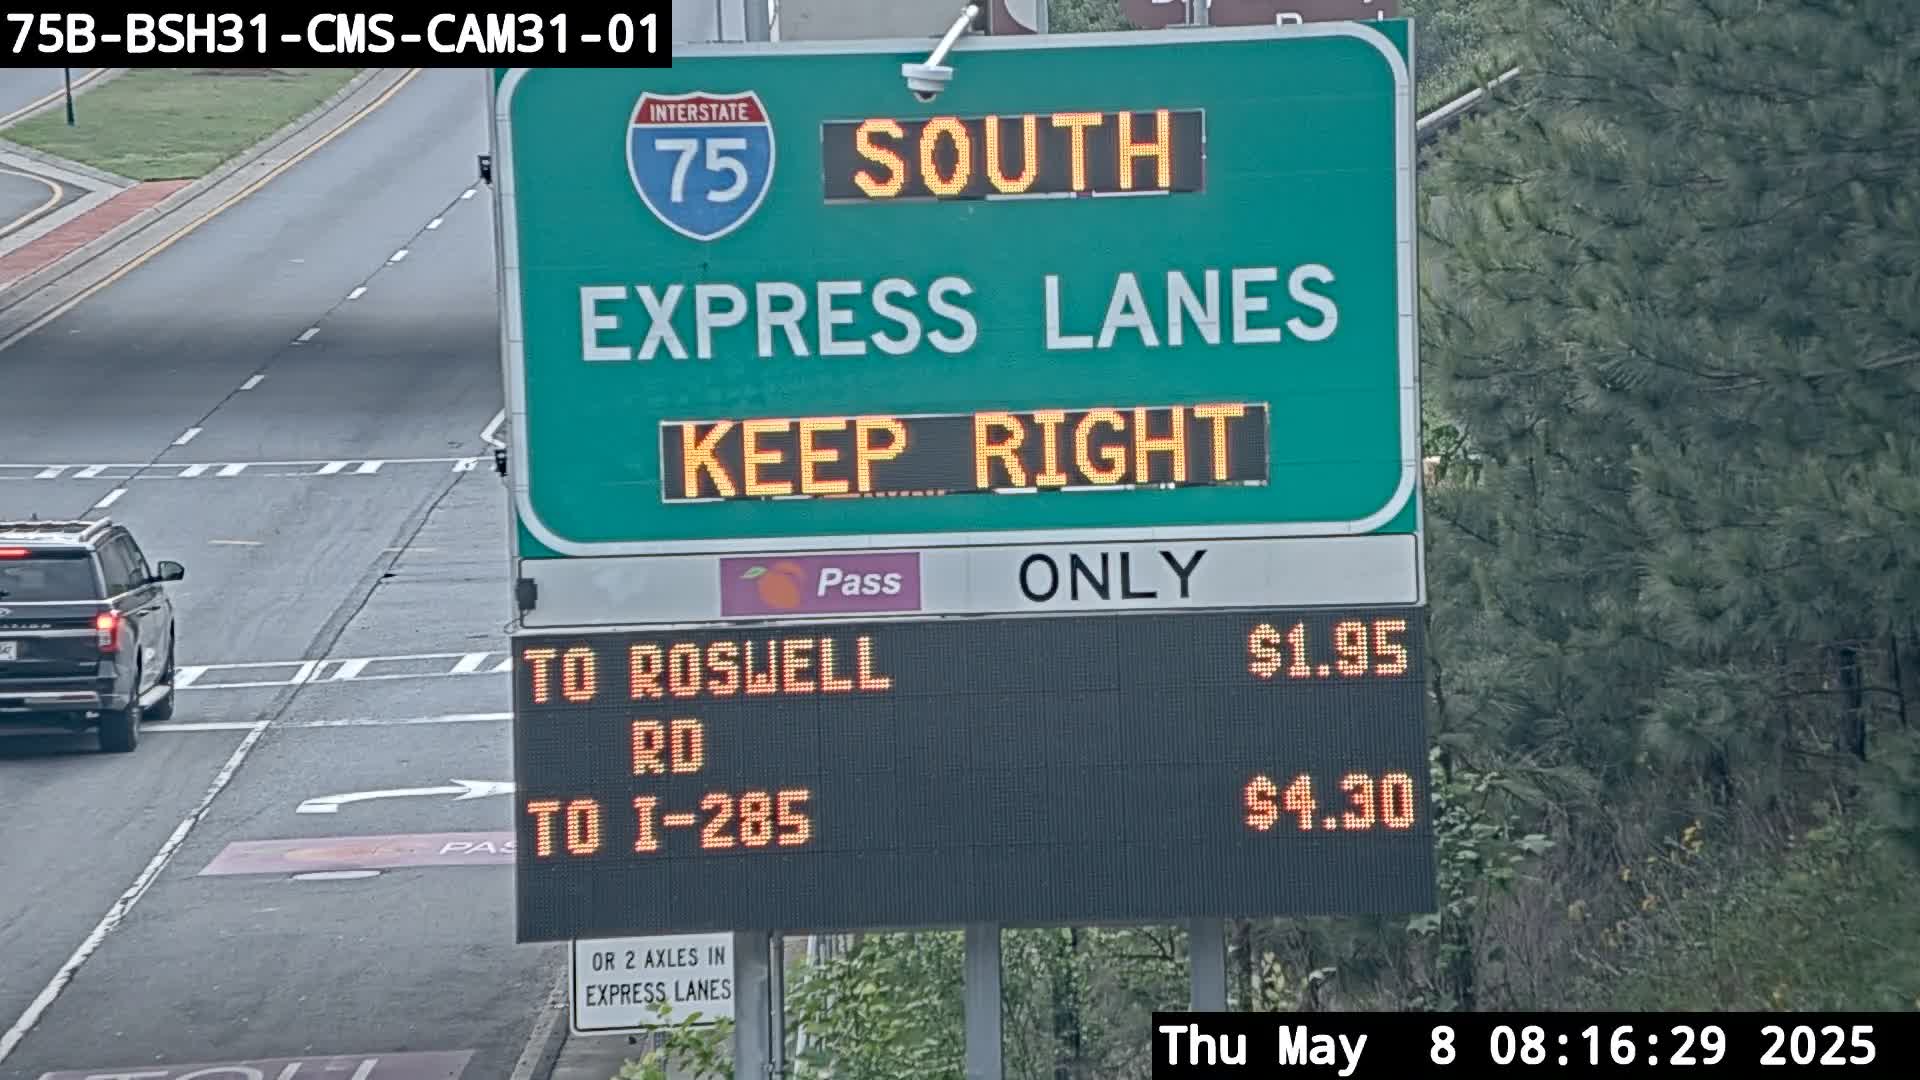 75B-BSH31-CMS-CAM31-01
INTERSTATE
75
SOUTH
EXPRESS LANES
KEEP RIGHT
Pass ONLY
TO ROSWELL $1.95
RD
TO I-285 $4.30
OR 2 AXLES IN
EXPRESS LANES
Thu May 8 08:16:29 2025